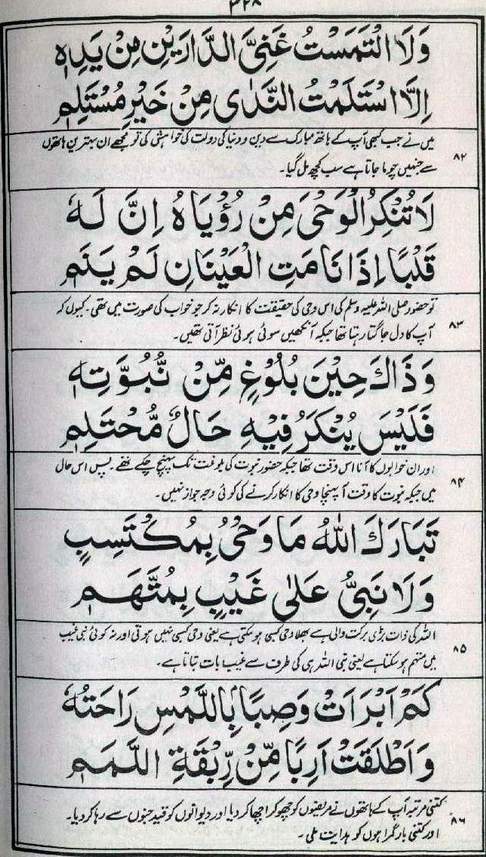 ۳۲۸
وَلَا الْتَمَسْتُ غِنَى الدَّارَيْنِ مِنْ يَدِهٖ
اِلَّا اسْتَلَمْتُ النَّدٰى مِنْ خَيْرِ مُسْتَلِمٖ
میں نے جب کبھی آپ کے ہاتھ مبارک سے دین و دنیا کی دولت کی خواہش کی تو مجھے ان بہترین ہاتھوں
۸۲ سے جنہیں چوما جاتا ہے سب کچھ مل گیا۔
لَا تُنْكِرِ الْوَحْىَ مِنْ رُؤْيَاهُ اِنَّ لَهٗ
قَلْبًا اِذَا نَامَتِ الْعَيْنَانِ لَمْ يَنَمٖ
تو حضور صلی اللہ علیہ وسلم کی اس وحی کی حقیقت کا انکار نہ کر جو خواب کی صورت میں تھی۔ کیوں کہ
۸۳ آپ کا دل جاگتا رہتا تھا جبکہ آنکھیں سوئی ہوئی نظر آتی تھیں۔
وَذَاكَ حِيْنَ بُلُوْغٍ مِّنْ نُّبُوَّتِهٖ
فَلَيْسَ يُنْكَرُ فِيْهِ حَالُ مُحْتَلِمٖ
اور ان خوابوں کا آنا اس وقت تھا جبکہ حضور نبوت کی بلوغت تک پہنچ چکے تھے۔ پس اس حال
۸۴ میں جبکہ نبوت کا وقت آ پہنچا وحی کا انکار کرنے کی کوئی وجہ جواز نہیں۔
تَبَارَكَ اللّٰهُ مَا وَحْىٌ بِمُكْتَسِبٍ
وَلَا نَبِىٌّ عَلٰى غَيْبٍ بِمُتَّهَمٖ
اللہ کی ذات بڑی برکت والی ہے بھلا وحی کسبی ہو سکتی ہے یعنی وحی کسبی نہیں ہوتی اور نہ کوئی نبی غیب
۸۵ میں متہم ہو سکتا ہے یعنی نبی اللہ ہی کی طرف سے غیب بات بتاتا ہے۔
كَمْ اَبْرَاَتْ وَصِبًا بِاللَّمْسِ رَاحَتُهٗ
وَاَطْلَقَتْ اَرِبًا مِّنْ رِّبْقَةِ اللَّمَمٖ
کتنی مرتبہ آپ کے ہاتھوں نے مریضوں کو چھو کر اچھا کر دیا اور دیوانوں کو قید جنوں سے رہا کر دیا۔
۸۶ اور کتنی بار گمراہوں کو ہدایت ملی۔